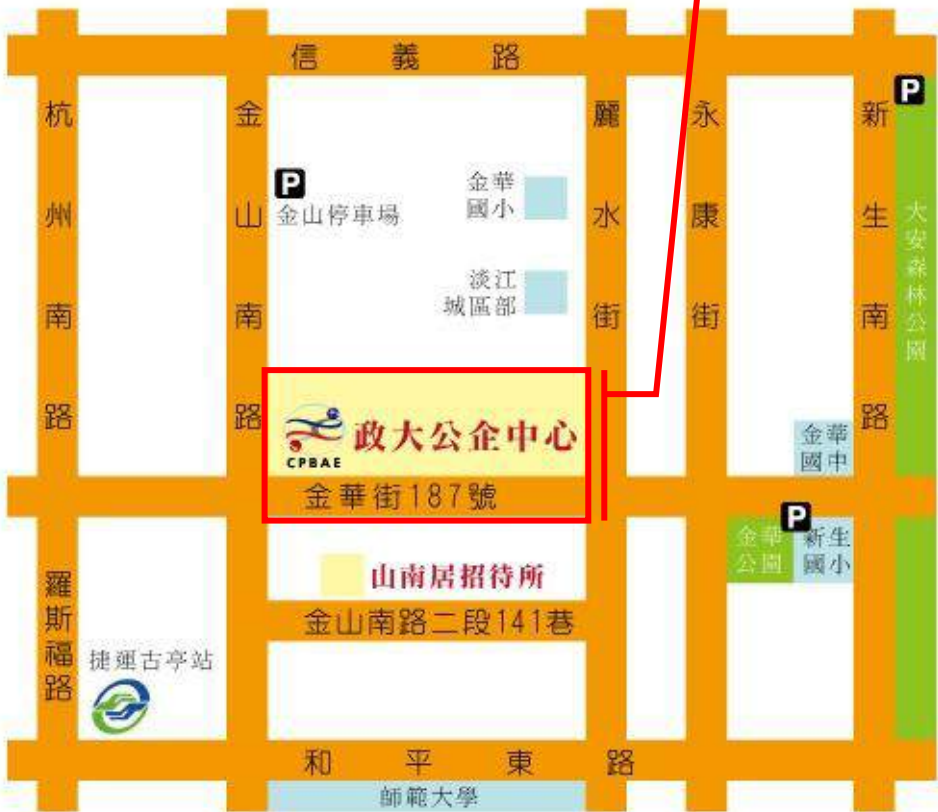 信義路
杭州南路
金山南路
麗水街
永康街
新生南路
P
P
金山停車場
金華
國小
淡江
城區部
大安森林公園
CPBAE
政大公企中心
金華街187號
金華
國中
P
金華
公園
新生
國小
山南居招待所
金山南路二段141巷
羅斯福路
捷運古亭站
和平東路
師範大學